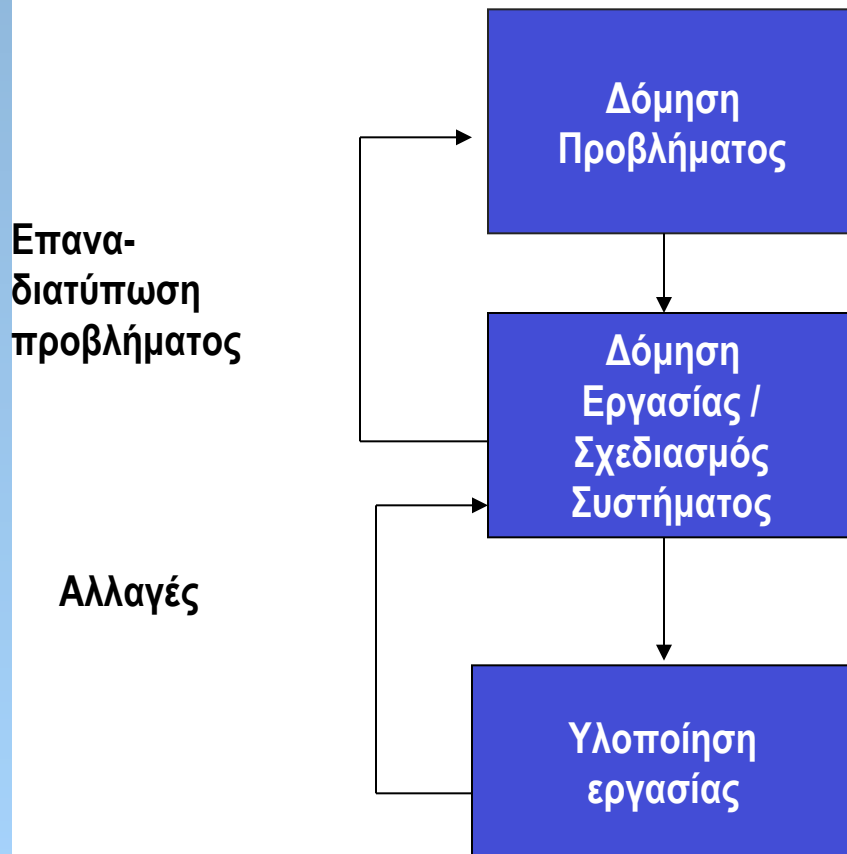 Δόμηση
Προβλήματος
Επανα-
διατύπωση
προβλήματος
Δόμηση
Εργασίας /
Σχεδιασμός
Συστήματος
Αλλαγές
Υλοποίηση
εργασίας